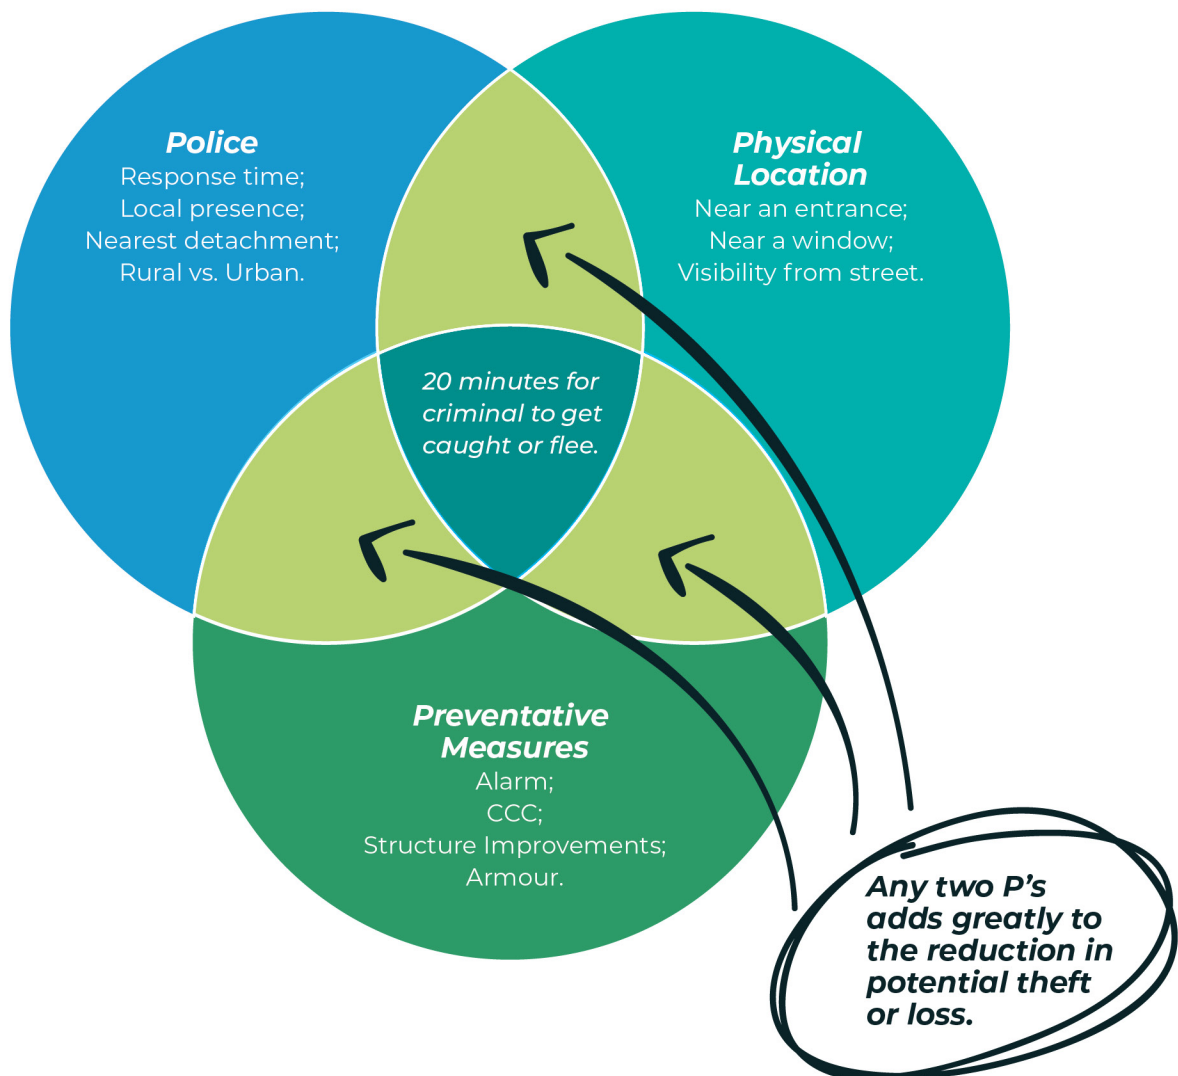 Police
Response time;
Local presence;
Nearest detachment;
Rural vs. Urban.
Physical
Location
Near an entrance;
Near a window;
Visibility from street.
20 minutes for
criminal to get
caught or flee.
Preventative
Measures
Alarm;
CCC;
Structure Improvements;
Armour.
Any two P's
adds greatly to
the reduction in
potential theft
or loss.